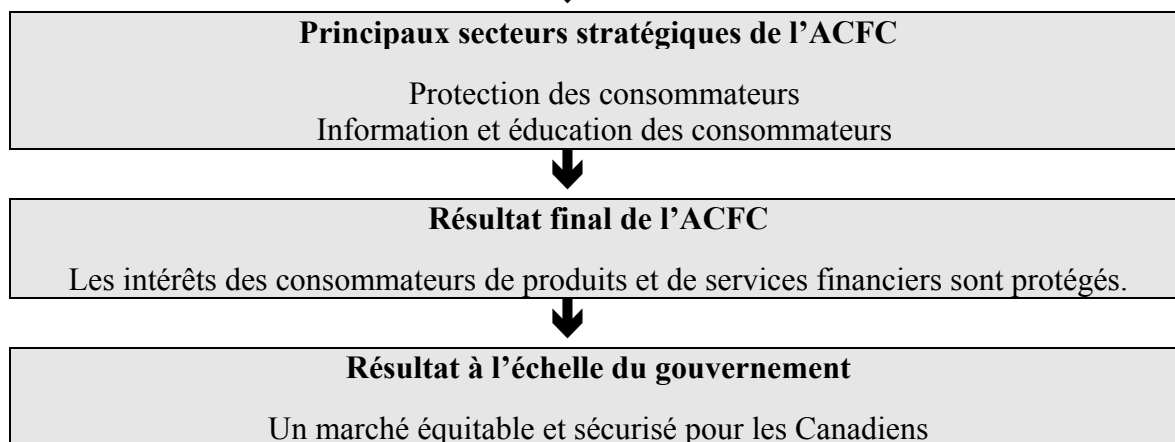 Principaux secteurs stratégiques de l’ACFC
Protection des consommateurs
Information et éducation des consommateurs
Résultat final de l’ACFC
Les intérêts des consommateurs de produits et de services financiers sont protégés.
Résultat à l’échelle du gouvernement
Un marché équitable et sécurisé pour les Canadiens